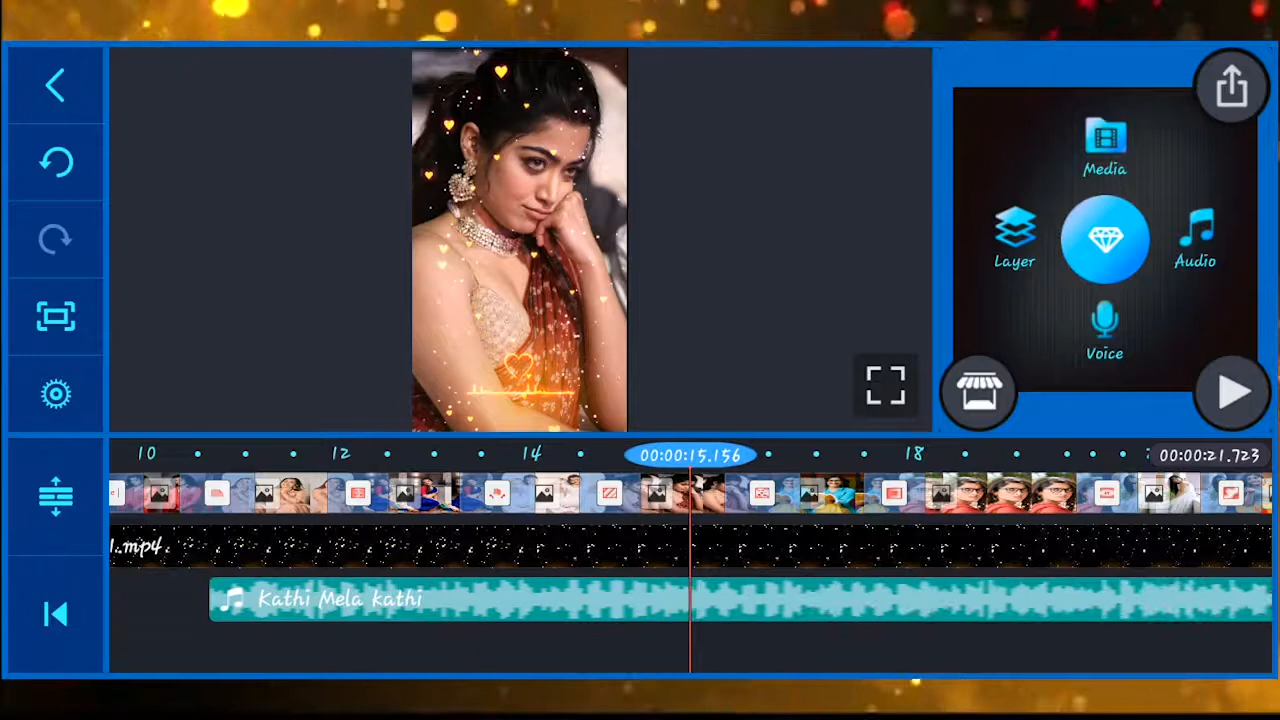 Media
Layer
Audio
Voice
10
12
14
00:00:15.156
18
00:00:21.723
1.mp4
Kathi Mela kathi